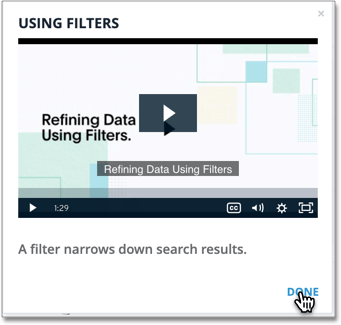 USING FILTERS
×
Refining Data
Using Filters.
Refining Data Using Filters
1:29
CC
A filter narrows down search results.
DONE